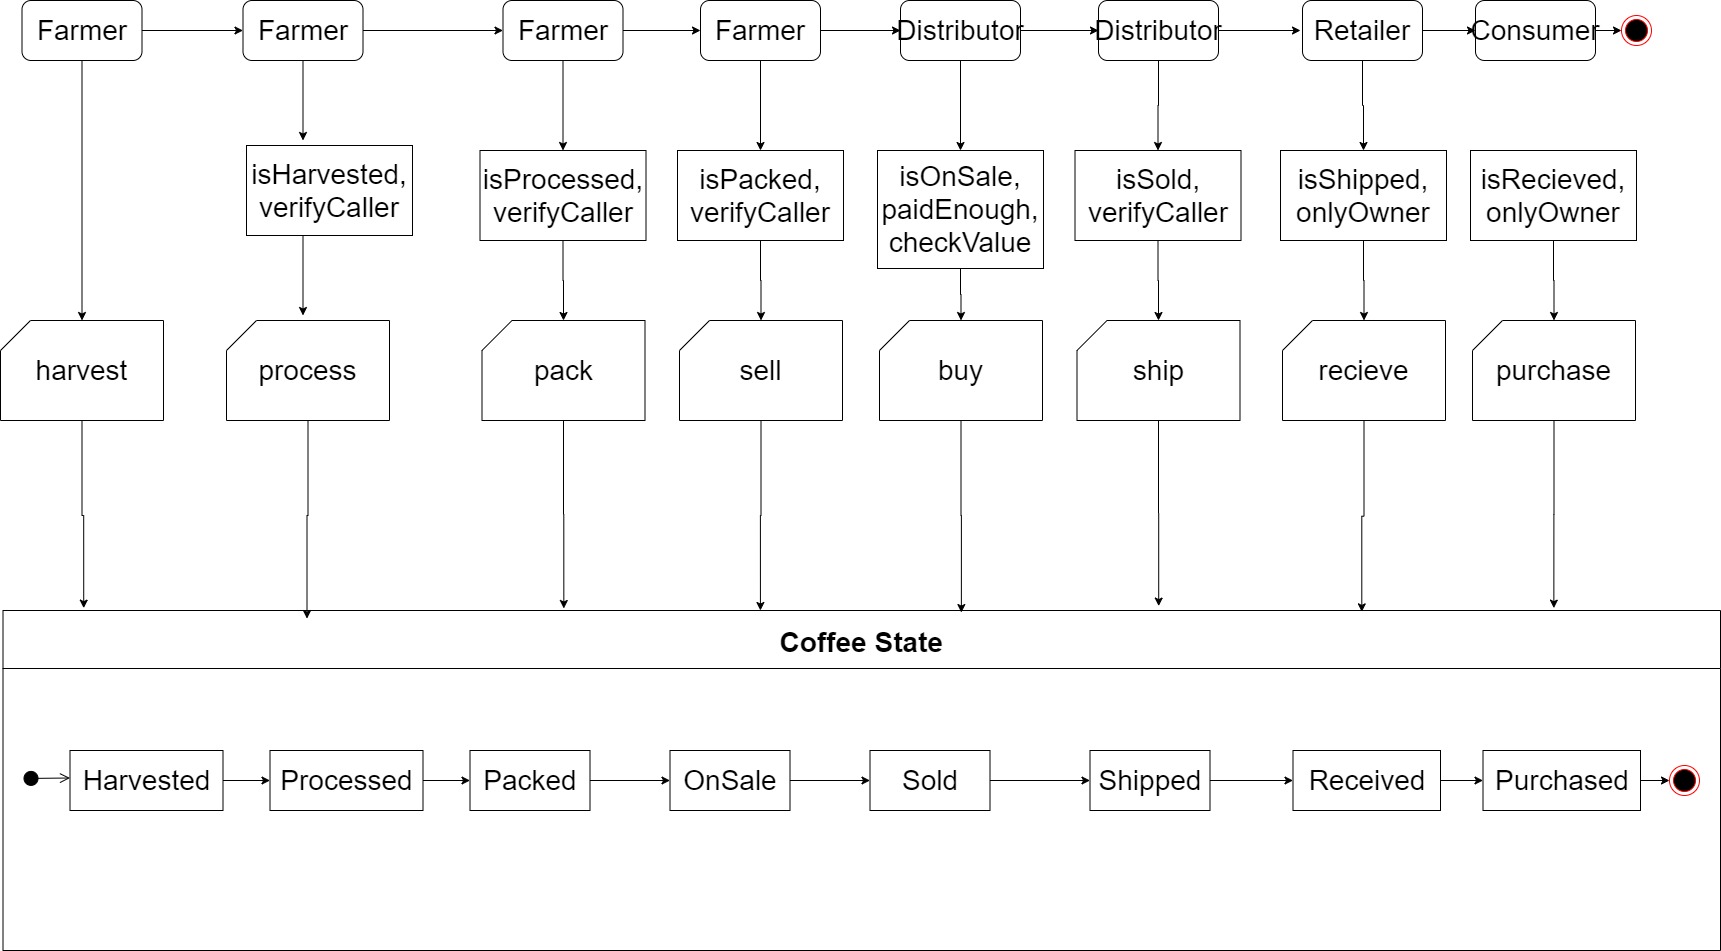 Farmer
Farmer
Farmer
Farmer
Distributor
Distributor
Retailer
Consumer
isHarvested,
verifyCaller
isProcessed,
verifyCaller
isPacked,
verifyCaller
isOnSale,
paidEnough,
checkValue
isSold,
verifyCaller
isShipped,
onlyOwner
isRecieved,
onlyOwner
harvest
process
pack
sell
buy
ship
recieve
purchase
Coffee State
Harvested
Processed
Packed
OnSale
Sold
Shipped
Received
Purchased